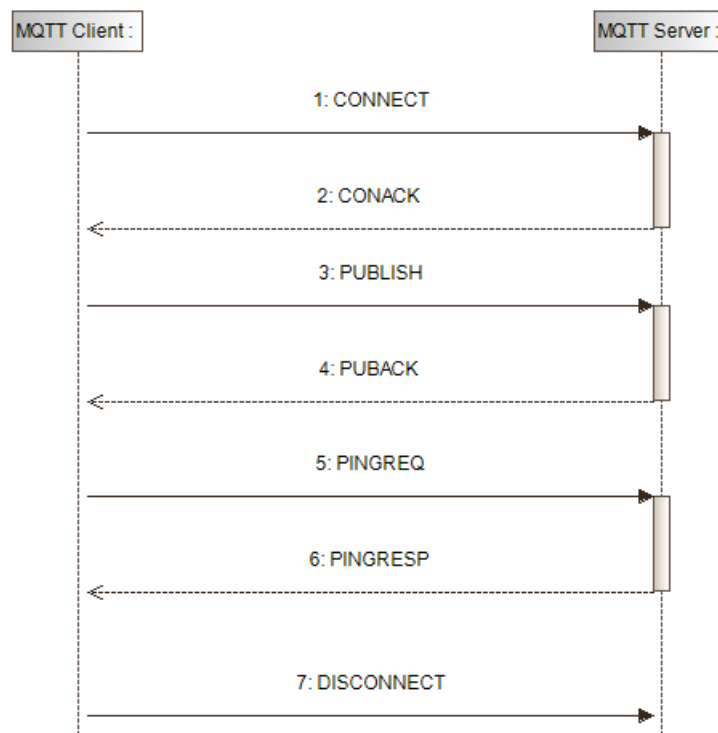 MQTT Client :
MQTT Server :
1: CONNECT
2: CONACK
3: PUBLISH
4: PUBACK
5: PINGREQ
6: PINGRESP
7: DISCONNECT